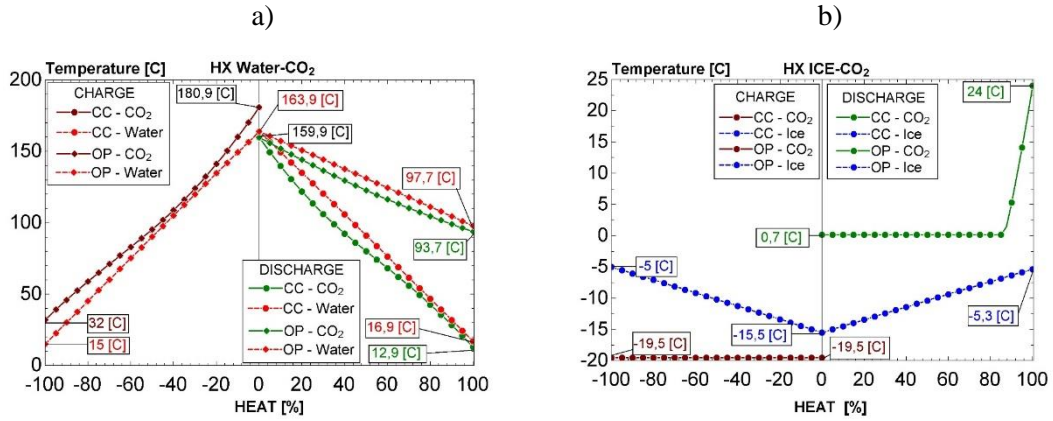 a)
b)
Temperature [C] HX Water-CO₂
200
150
100
50
0
CHARGE
CC - CO₂
CC - Water
OP - CO₂
OP - Water
180,9 [C]
163,9 [C]
159,9 [C]
97,7 [C]
93,7 [C]
DISCHARGE
CC - CO₂
CC - Water
OP - CO₂
OP - Water
16,9 [C]
12,9 [C]
32 [C]
15 [C]
-100 -80 -60 -40 -20 0 20 40 60 80 100
HEAT [%]
Temperature [C] HX ICE-CO₂
25
20
15
10
5
0
-5
-10
-15
-20
CHARGE
CC - CO₂
CC - Ice
OP - CO₂
OP - Ice
DISCHARGE
CC - CO₂
CC - Ice
OP - CO₂
OP - Ice
24 [C]
0,7 [C]
-5 [C]
-5,3 [C]
-15,5 [C]
-19,5 [C]
-19,5 [C]
-100 -80 -60 -40 -20 0 20 40 60 80 100
HEAT [%]